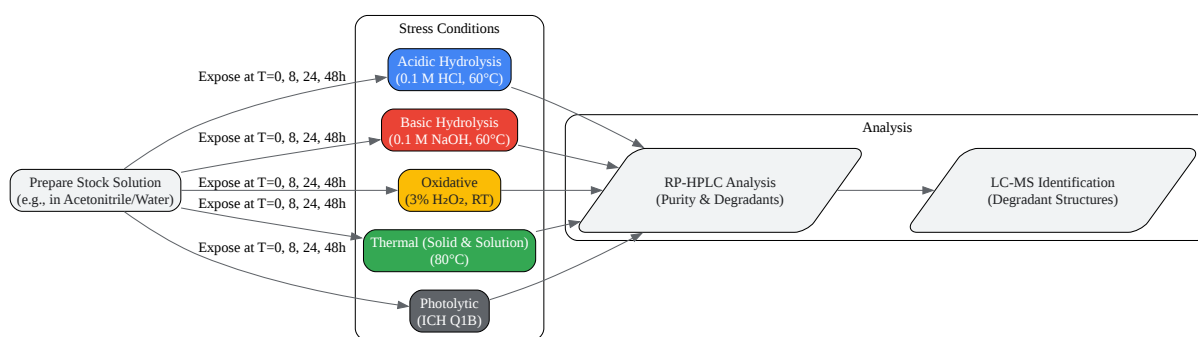 Stress Conditions
Acidic Hydrolysis
(0.1 M HCl, 60°C)
Expose at T=0, 8, 24, 48h
Basic Hydrolysis
(0.1 M NaOH, 60°C)
Expose at T=0, 8, 24, 48h
Analysis
Prepare Stock Solution
(e.g., in Acetonitrile/Water)
Expose at T=0, 8, 24, 48h
Oxidative
(3% H₂O₂, RT)
RP-HPLC Analysis
(Purity & Degradants)
LC-MS Identification
(Degradant Structures)
Expose at T=0, 8, 24, 48h
Thermal (Solid & Solution)
(80°C)
Expose at T=0, 8, 24, 48h
Photolytic
(ICH Q1B)